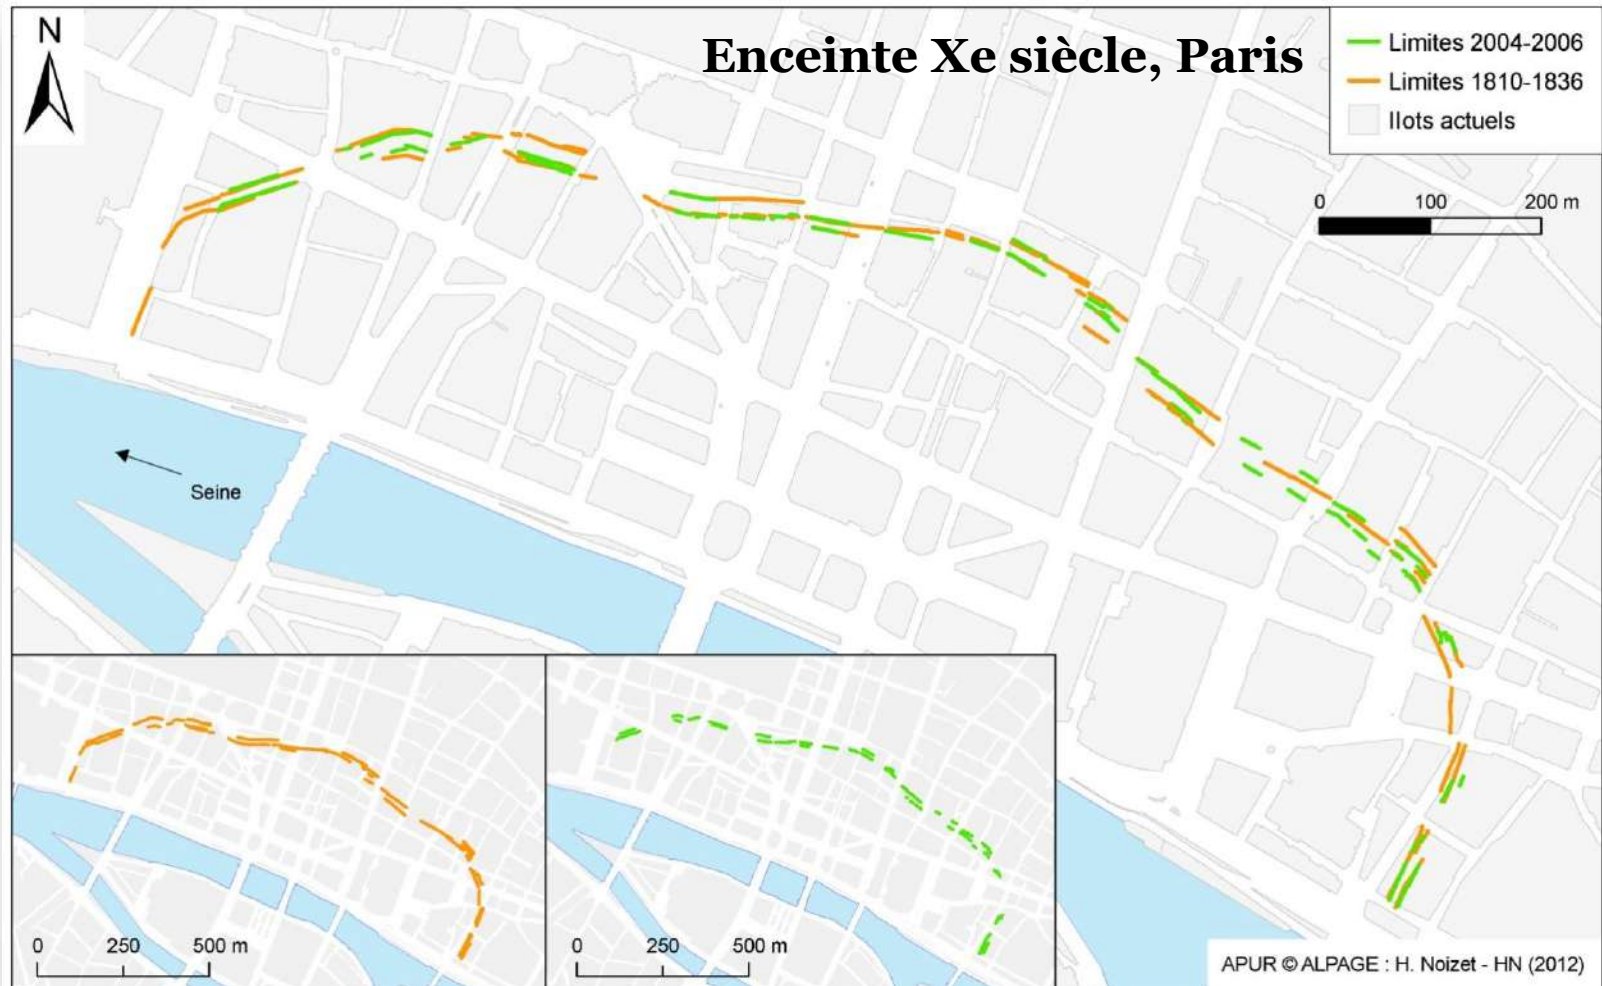 N
Enceinte Xe siècle, Paris
Limites 2004-2006
Limites 1810-1836
Ilots actuels
0 100 200 m
Seine
0 250 500 m
0 250 500 m
APUR © ALPAGE : H. Noizet - HN (2012)